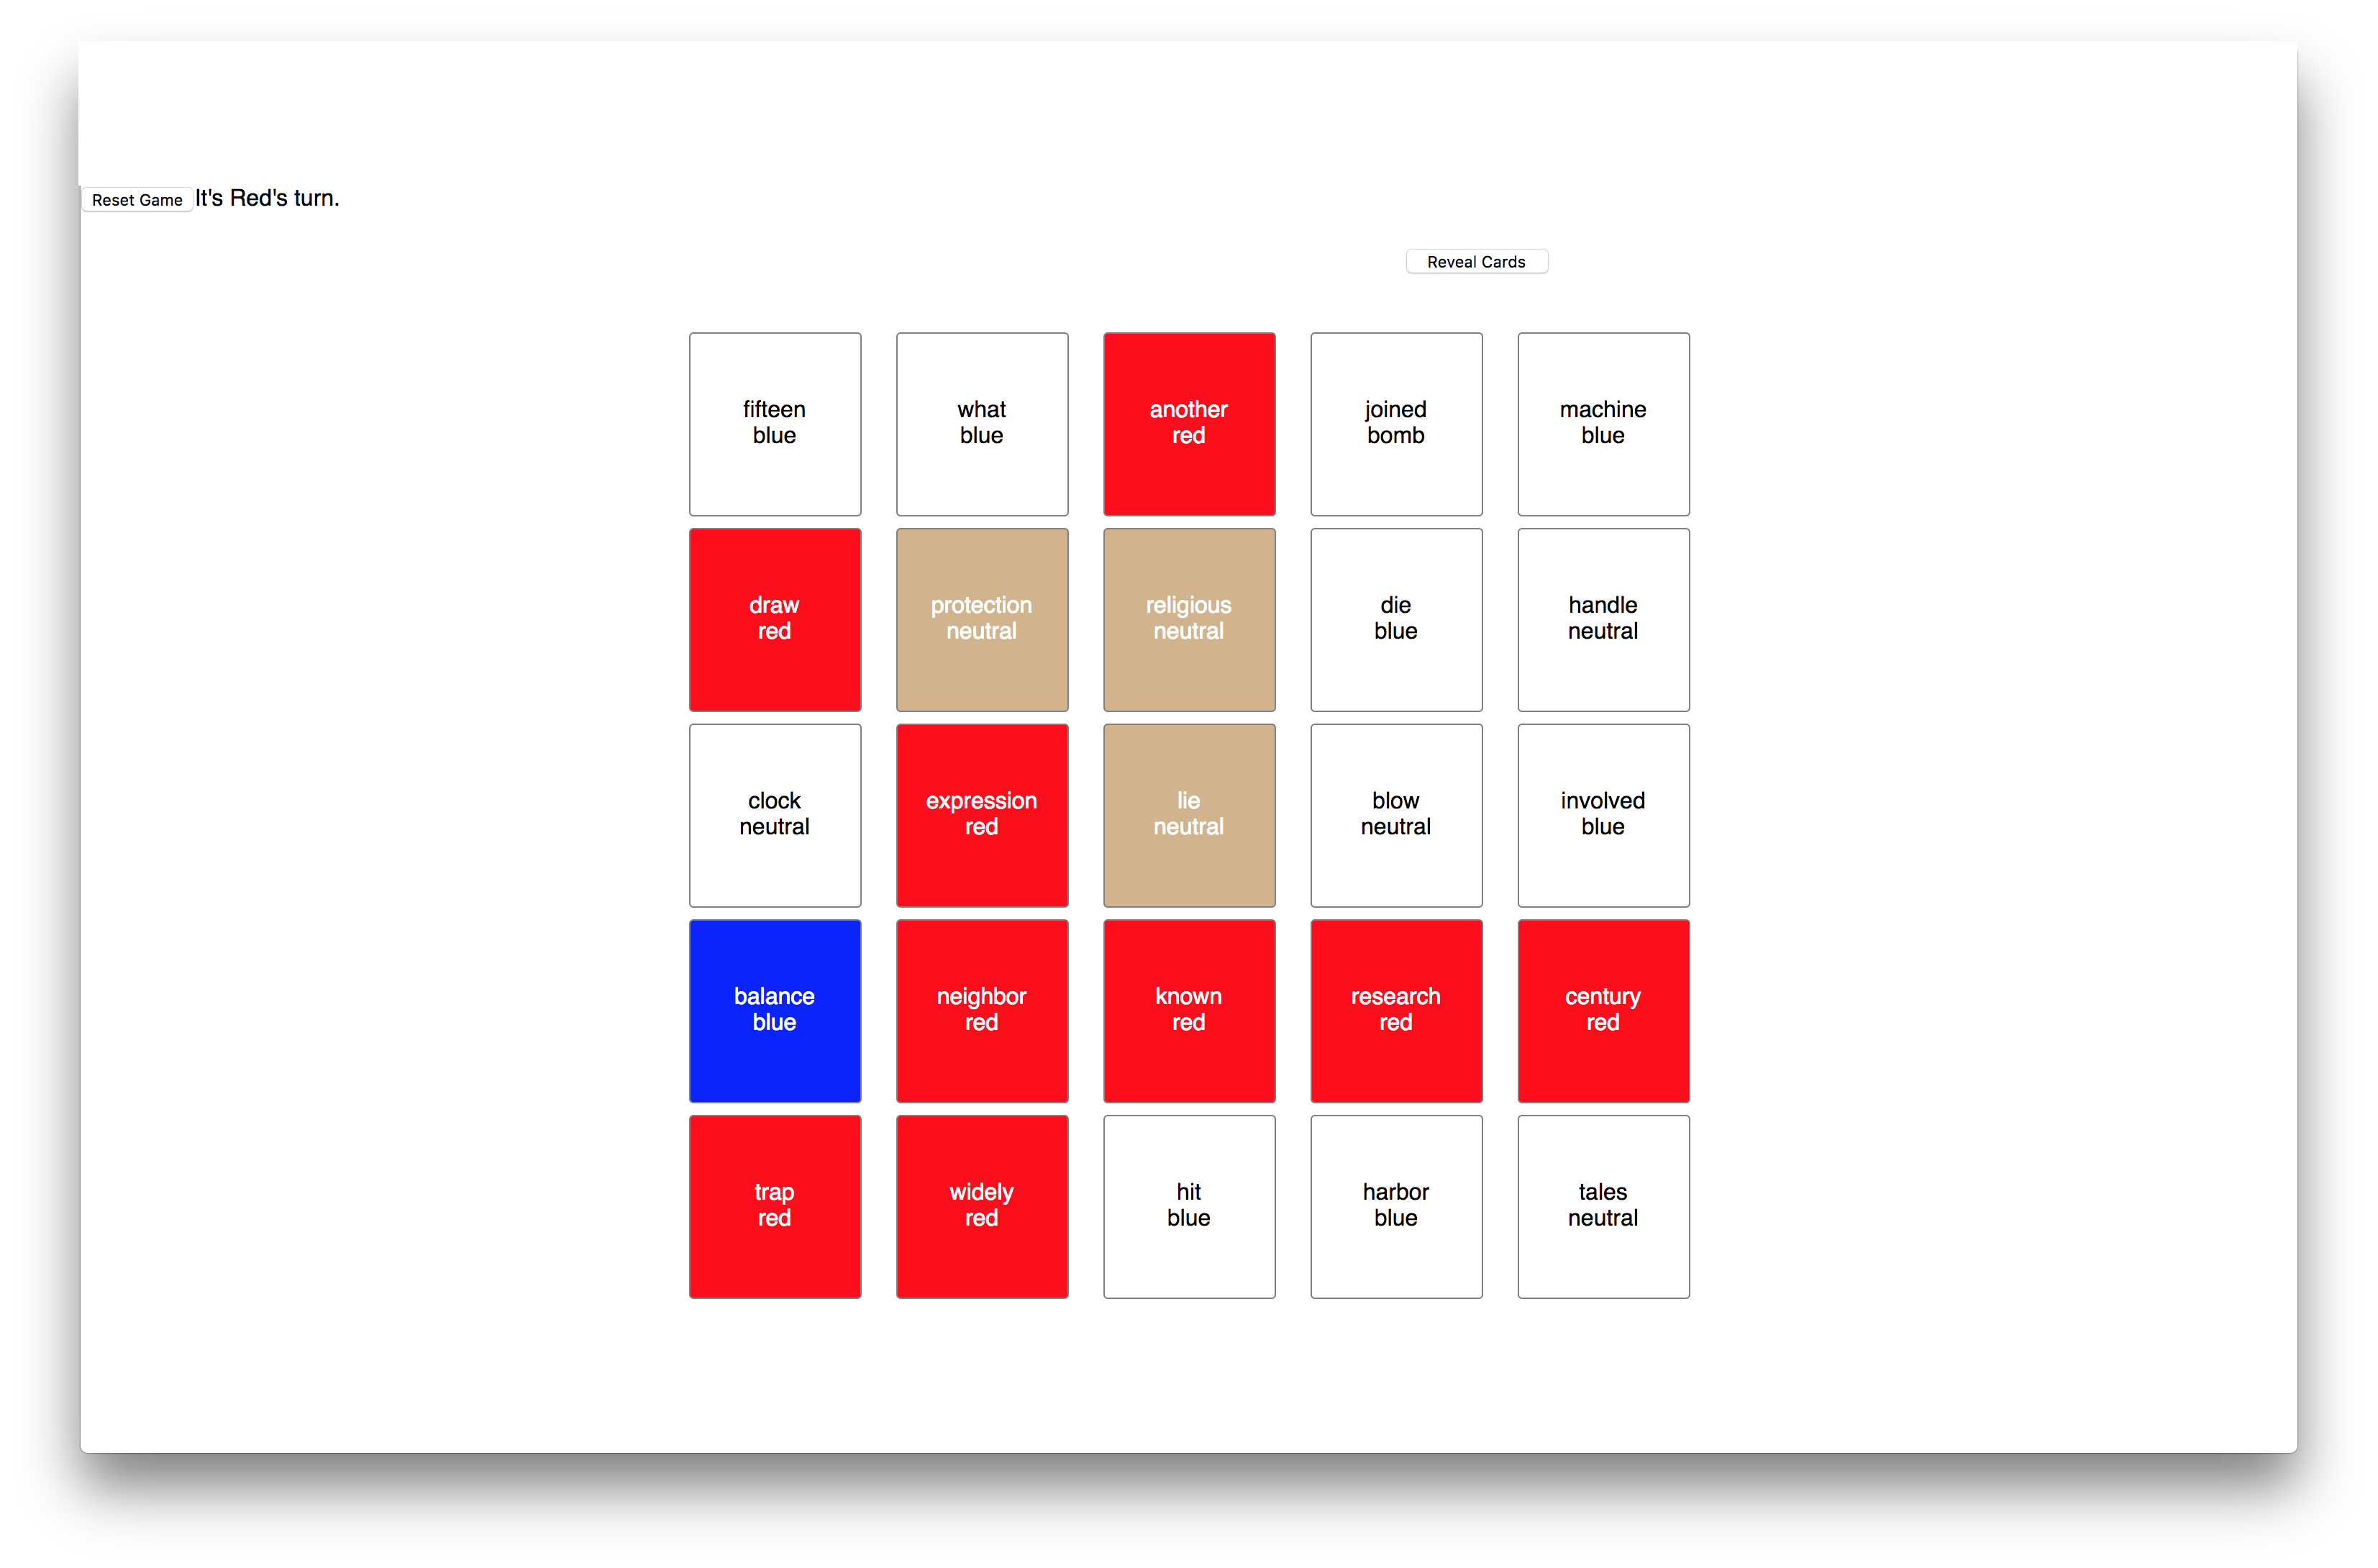 Reset Game It's Red's turn.
Reveal Cards
fifteen
blue
what
blue
another
red
joined
bomb
machine
blue
draw
red
protection
neutral
religious
neutral
die
blue
handle
neutral
clock
neutral
expression
red
lie
neutral
blow
neutral
involved
blue
balance
blue
neighbor
red
known
red
research
red
century
red
trap
red
widely
red
hit
blue
harbor
blue
tales
neutral